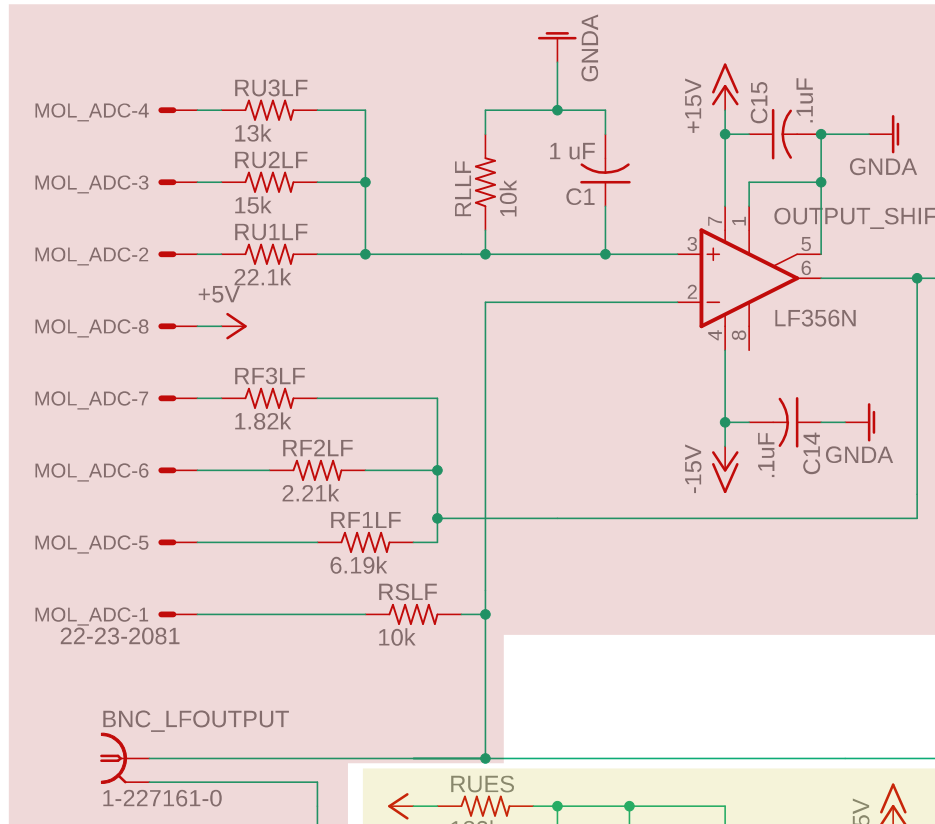 GNDA
MOL_ADC-4
RU3LF
13k
+15V
C15
.1uF
GNDA
MOL_ADC-3
RU2LF
15k
RLLF
10k
1 uF
C1
7
1
OUTPUT_SHIF
MOL_ADC-2
RU1LF
22.1k
3
5
6
+5V
2
MOL_ADC-8
LF356N
4
8
MOL_ADC-7
RF3LF
1.82k
MOL_ADC-6
RF2LF
2.21k
-15V
.1uF
C14
GNDA
MOL_ADC-5
RF1LF
6.19k
MOL_ADC-1
22-23-2081
RSLF
10k
BNC_LFOUTPUT
1-227161-0
RUES
5V